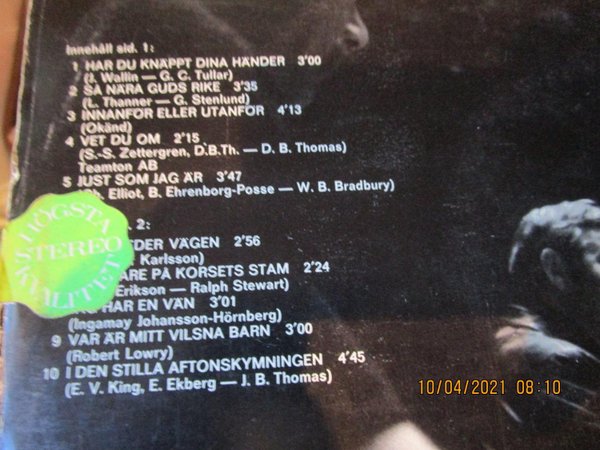 Innehåll sid. 1:
1 HAR DU KNÄPPT DINA HÄNDER 3'00
(J. Wallin — G. C. Tullar)
2 SÅ NÄRA GUDS RIKE 3'35
(L. Thanner — G. Stenlund)
3 INNANFÖR ELLER UTANFÖR 4'13
(Okänd)
4 VET DU OM 2'15
(S.-S. Zettergren, D.B.Th. — D. B. Thomas)
Teamton AB
5 JUST SOM JAG ÄR 3'47
Ch. Elliot, B. Ehrenborg-Posse — W. B. Bradbury)
HÖGSTA
STEREO
KVALITET
2:
VÄGEN 2'56
Karlsson)
PÅ KORSETS STAM 2'24
Erikson — Ralph Stewart)
HAR EN VÄN 3'01
(Ingamay Johansson-Hörnberg)
9 VAR ÄR MITT VILSNA BARN 3'00
(Robert Lowry)
10 I DEN STILLA AFTONSKYMNINGEN 4'45
(E. V. King, E. Ekberg — J. B. Thomas)
10/04/2021 08:10